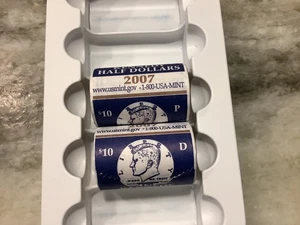 HALF DOLLARS
2007
www.usmint.gov • 1-800-USA-MINT
$10 P
www.usmint.gov • 1-800-USA-MINT
$10 D